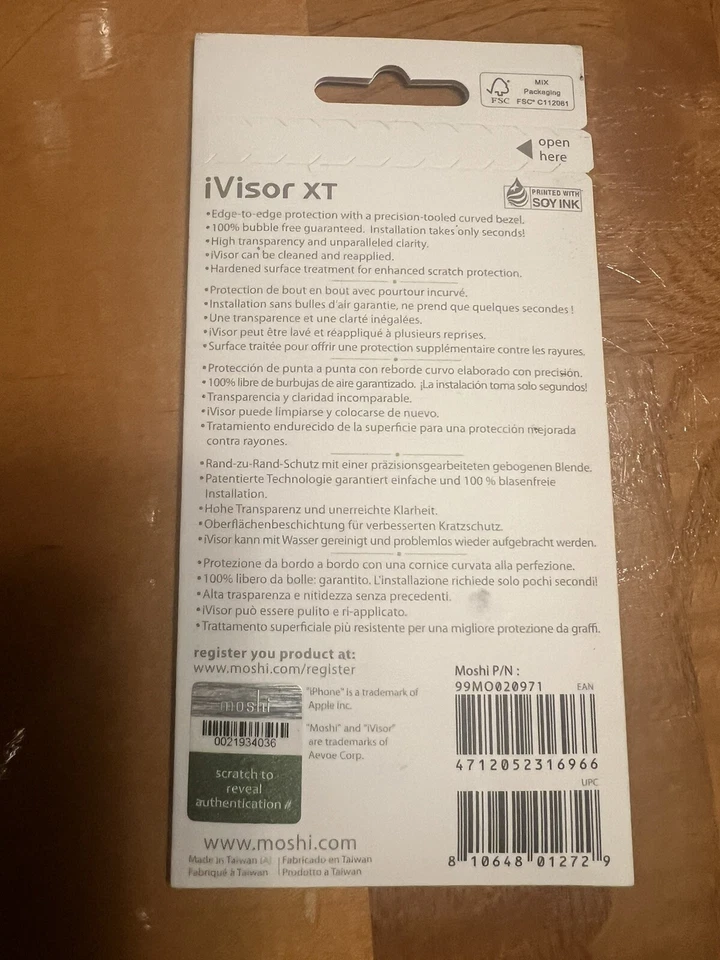 FSC
MIX
Packaging
FSC® C112081
open
here
iVisor XT
PRINTED WITH
SOY INK
•Edge-to-edge protection with a precision-tooled curved bezel.
•100% bubble free guaranteed. Installation takes only seconds!
•High transparency and unparalleled clarity.
•iVisor can be cleaned and reapplied.
•Hardened surface treatment for enhanced scratch protection.
•Protection de bout en bout avec pourtour incurvé.
•Installation sans bulles d'air garantie, ne prend que quelques secondes !
•Une transparence et une clarté inégalées.
•iVisor peut être lavé et réappliqué à plusieurs reprises.
•Surface traitée pour offrir une protection supplémentaire contre les rayures.
•Protección de punta a punta con reborde curvo elaborado con precisión.
•100% libre de burbujas de aire garantizado. ¡La instalación toma solo segundos!
•Transparencia y claridad incomparable.
•iVisor puede limpiarse y colocarse de nuevo.
•Tratamiento endurecido de la superficie para una protección mejorada
contra rayones.
•Rand-zu-Rand-Schutz mit einer präzisionsgearbeiteten gebogenen Blende.
•Patentierte Technologie garantiert einfache und 100 % blasenfreie
Installation.
•Hohe Transparenz und unerreichte Klarheit.
•Oberflächenbeschichtung für verbesserten Kratzschutz.
•iVisor kann mit Wasser gereinigt und problemlos wieder aufgebracht werden.
•Protezione da bordo a bordo con una cornice curvata alla perfezione.
•100% libero da bolle: garantito. L'installazione richiede solo pochi secondi!
•Alta trasparenza e nitidezza senza precedenti.
•iVisor può essere pulito e ri-applicato.
•Trattamento superficiale più resistente per una migliore protezione da graffi.
register you product at:
www.moshi.com/register
moshi
0021934036
scratch to
reveal
authentication #
"iPhone" is a trademark of
Apple Inc.
"Moshi" and "iVisor"
are trademarks of
Aevoe Corp.
Moshi P/N :
99MO020971
EAN
4712052316966
UPC
8 10648 01272 9
www.moshi.com
Made in Taiwan (A) | Fabricado en Taiwan
Fabriqué à Taiwan | Prodotto a Taiwan